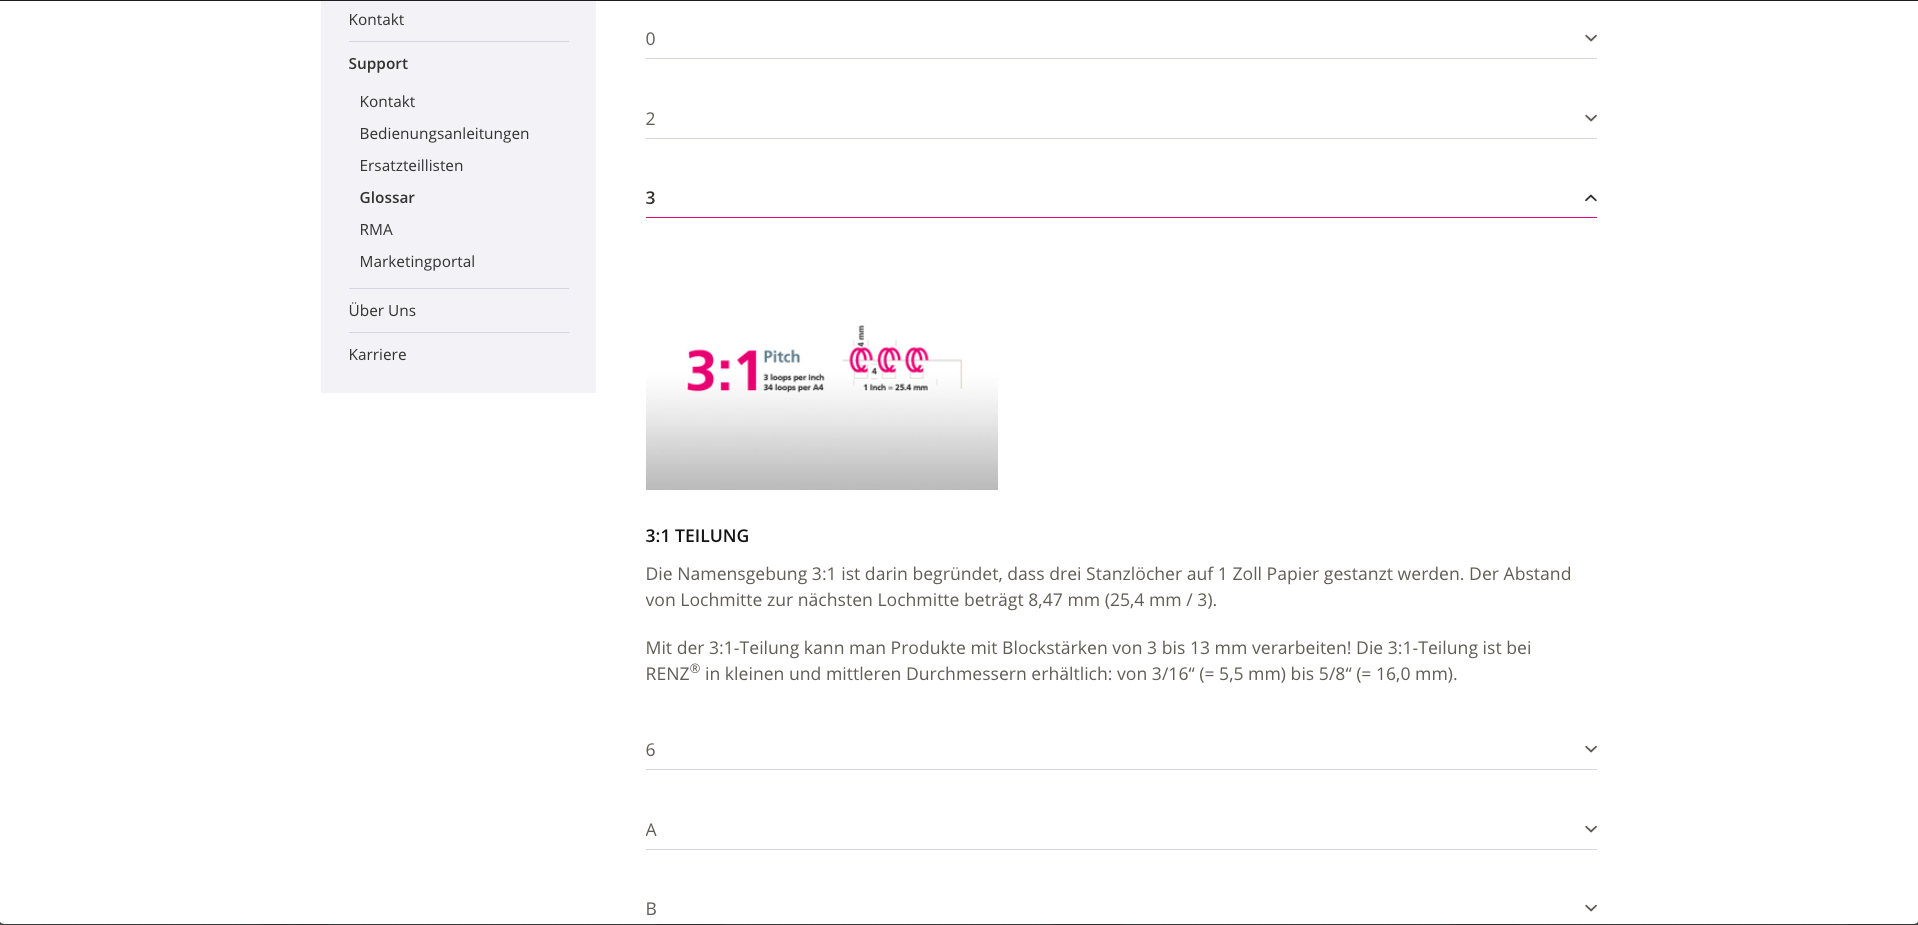 Kontakt
Support
Kontakt
Bedienungsanleitungen
Ersatzteillisten
Glossar
RMA
Marketingportal
Über Uns
Karriere
0
2
3
3:1 Pitch
3 loops per inch
34 loops per A4
4 mm
4
1 Inch = 25.4 mm
3:1 TEILUNG
Die Namensgebung 3:1 ist darin begründet, dass drei Stanzlöcher auf 1 Zoll Papier gestanzt werden. Der Abstand
von Lochmitte zur nächsten Lochmitte beträgt 8,47 mm (25,4 mm / 3).
Mit der 3:1-Teilung kann man Produkte mit Blockstärken von 3 bis 13 mm verarbeiten! Die 3:1-Teilung ist bei
RENZ® in kleinen und mittleren Durchmessern erhältlich: von 3/16“ (= 5,5 mm) bis 5/8“ (= 16,0 mm).
6
A
B